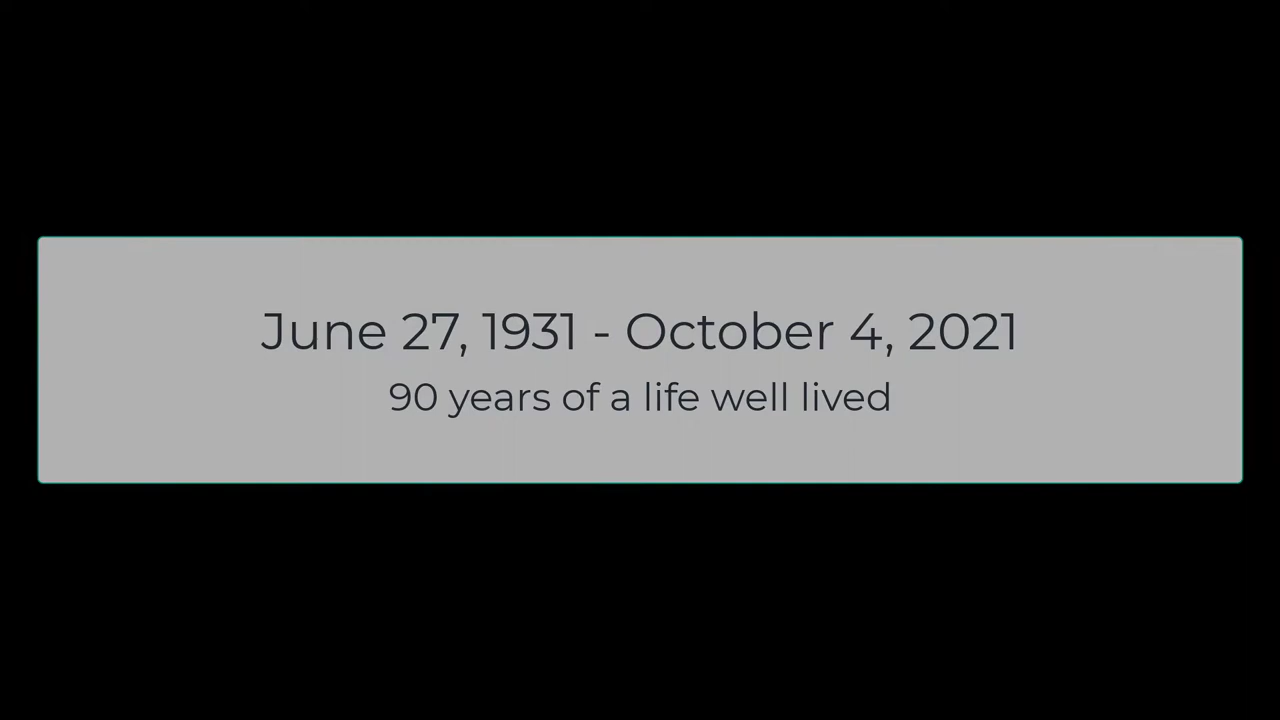 June 27, 1931 - October 4, 2021
90 years of a life well lived